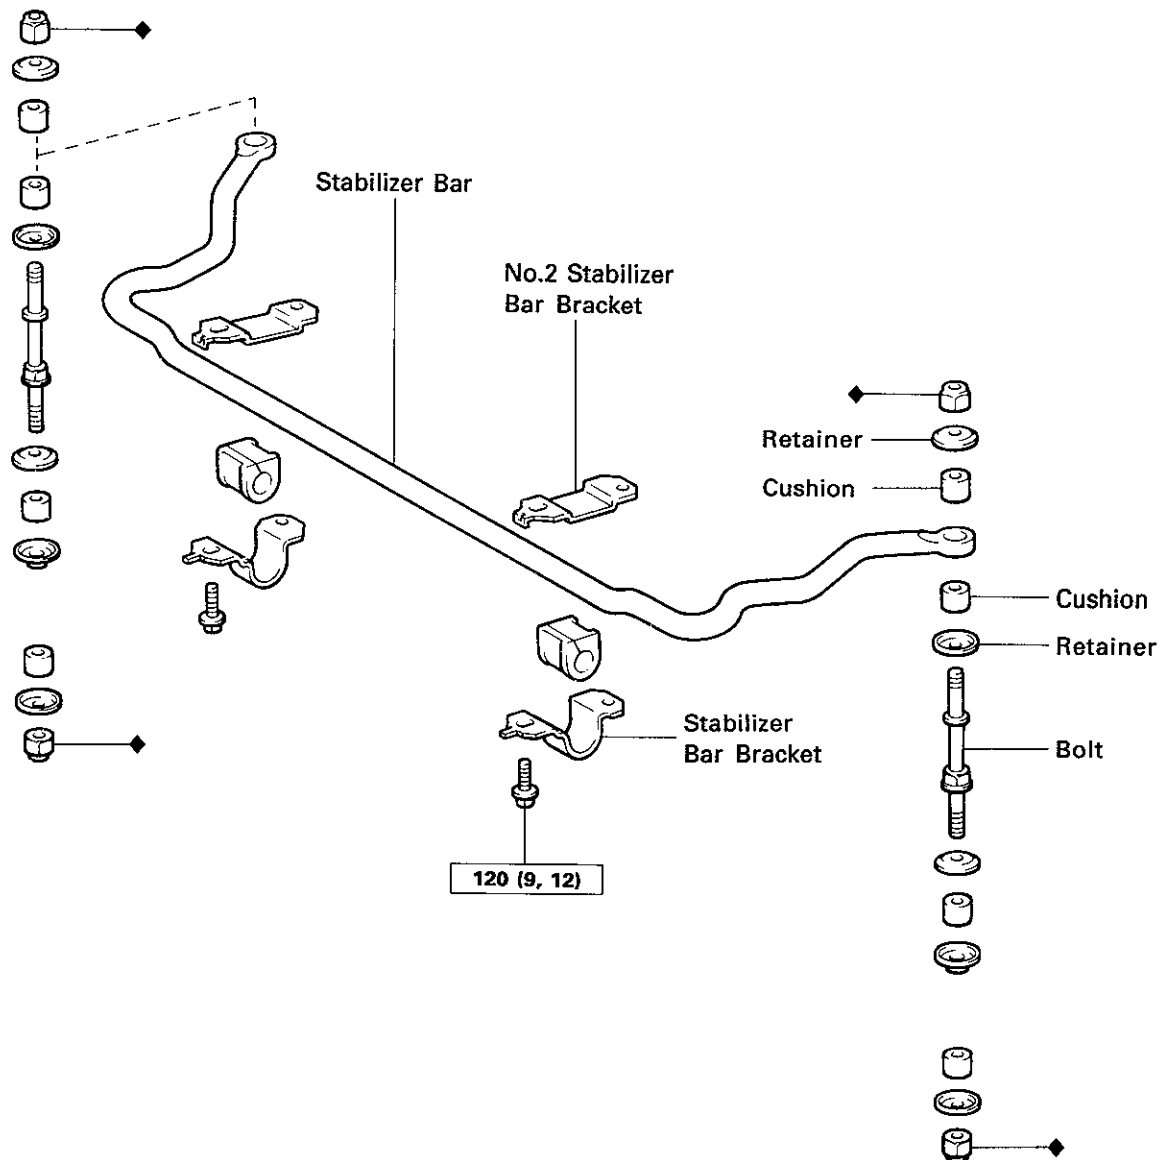 Stabilizer Bar
No.2 Stabilizer
Bar Bracket
Retainer
Cushion
Cushion
Retainer
Stabilizer
Bar Bracket
Bolt
120 (9, 12)